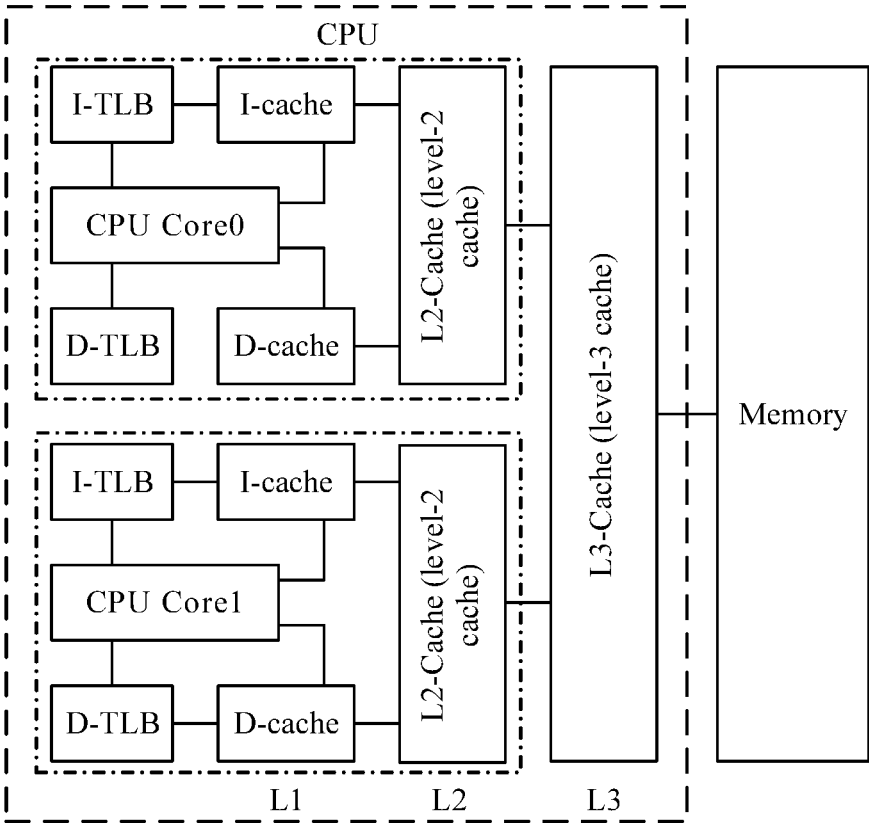 CPU
I-TLB
I-cache
L2-Cache (level-2
cache)
CPU Core0
D-TLB
D-cache
I-TLB
I-cache
L2-Cache (level-2
cache)
CPU Core1
D-TLB
D-cache
L3-Cache (level-3 cache)
Memory
L1
L2
L3